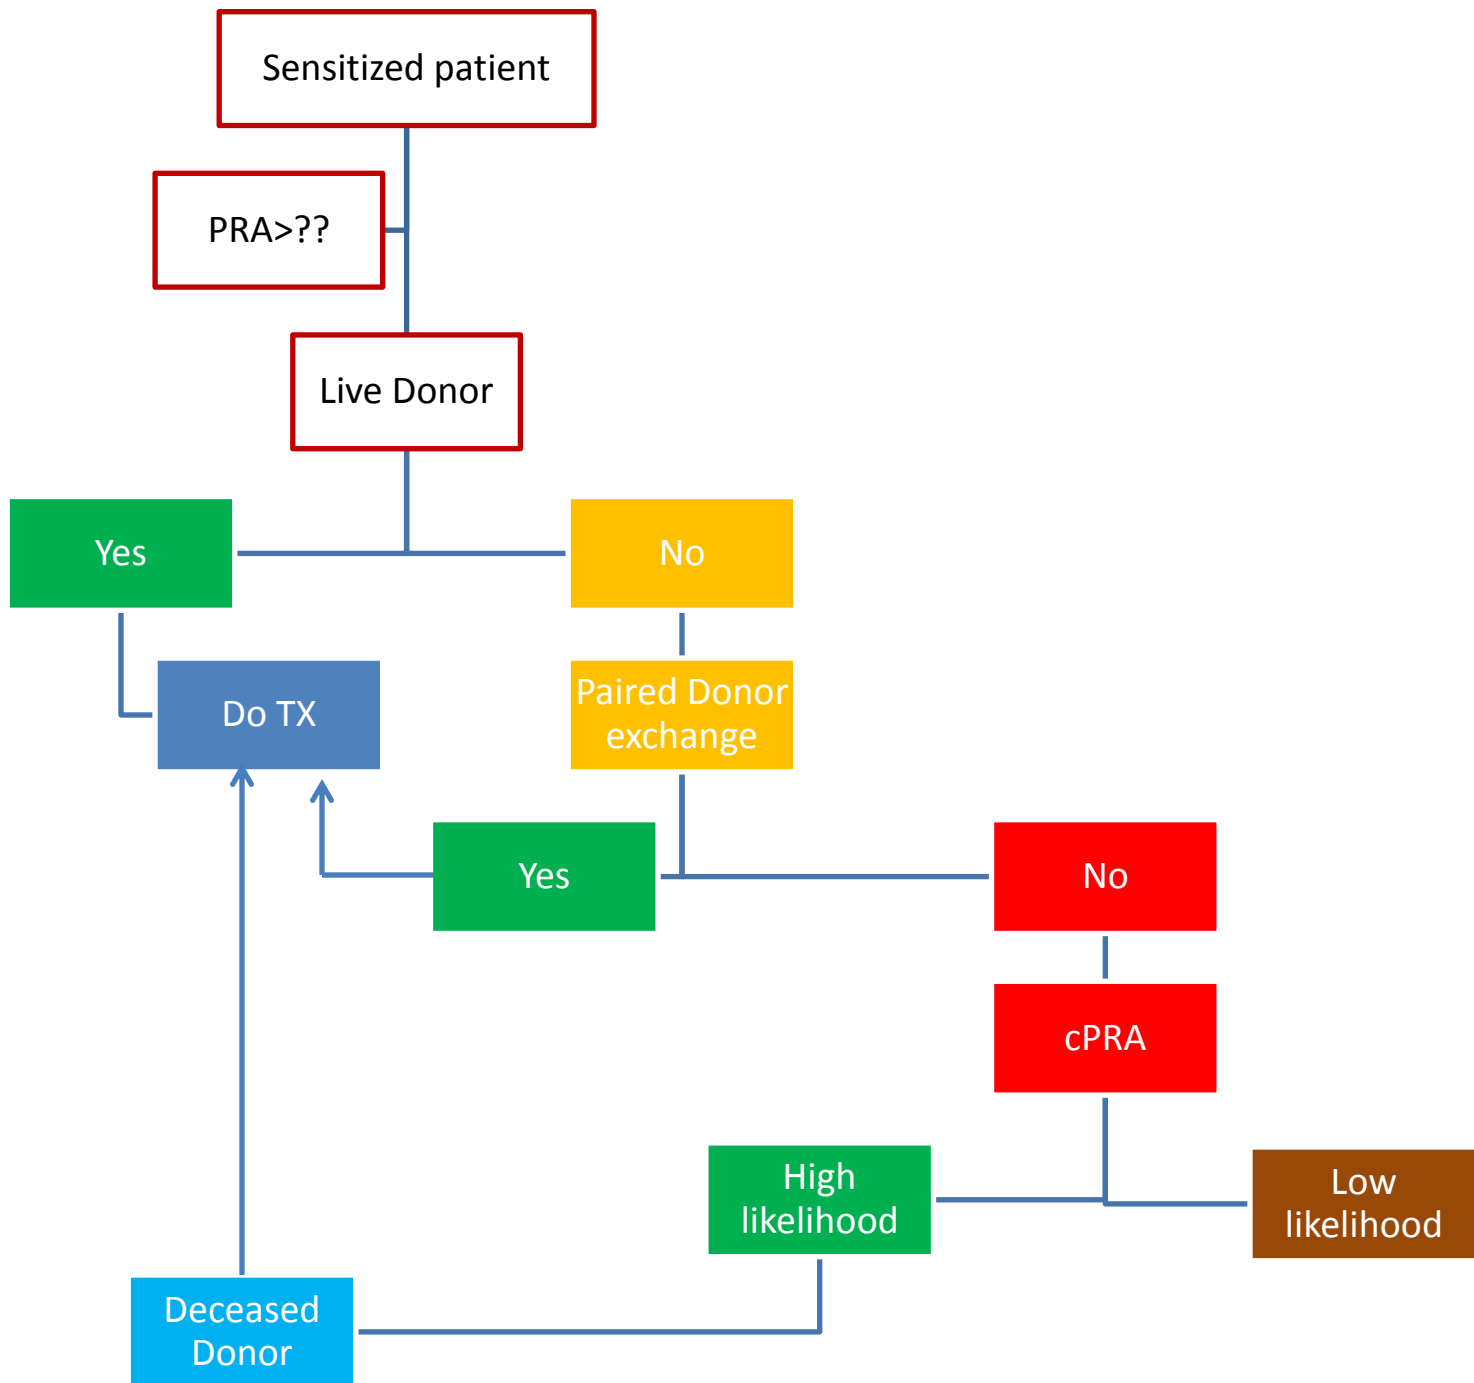 Sensitized patient
PRA>??
Live Donor
Yes
No
Do TX
Paired Donor
exchange
Yes
No
cPRA
High
likelihood
Low
likelihood
Deceased
Donor